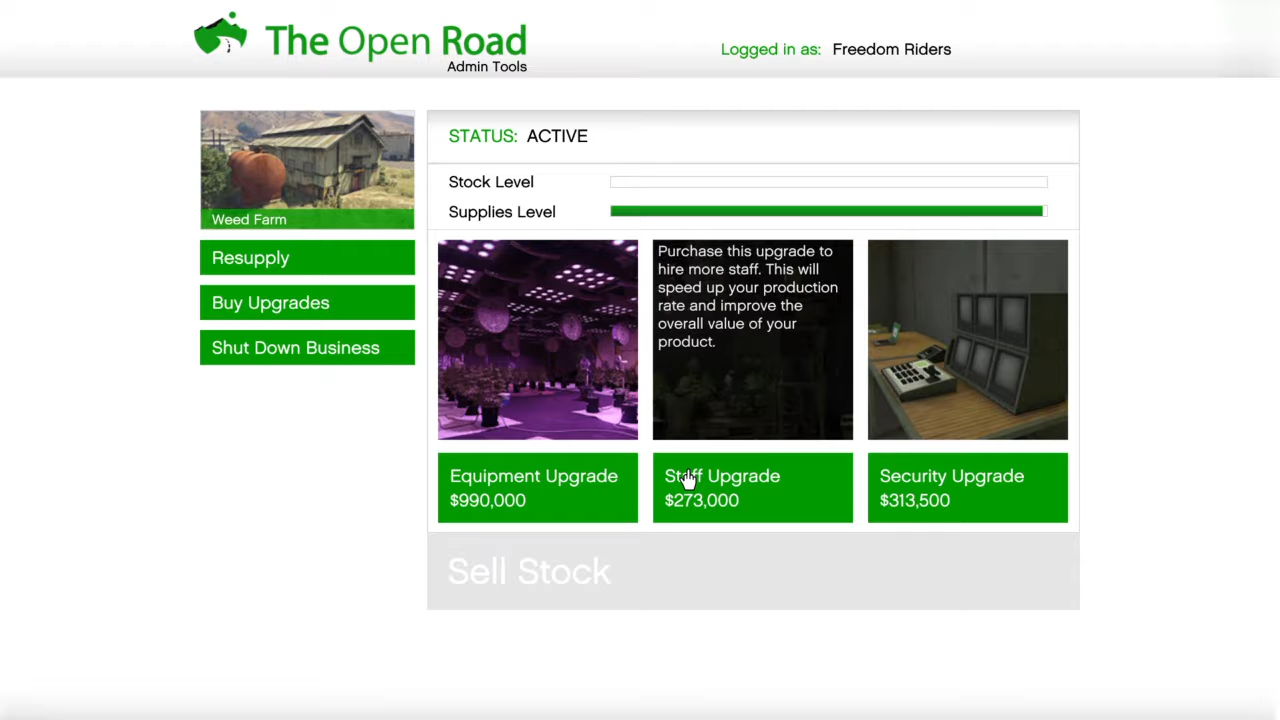 The Open Road
Admin Tools
Logged in as: Freedom Riders
Weed Farm
Resupply
Buy Upgrades
Shut Down Business
STATUS: ACTIVE
Stock Level
Supplies Level
Purchase this upgrade to
hire more staff. This will
speed up your production
rate and improve the
overall value of your
product.
Equipment Upgrade
$990,000
Staff Upgrade
$273,000
Security Upgrade
$313,500
Sell Stock